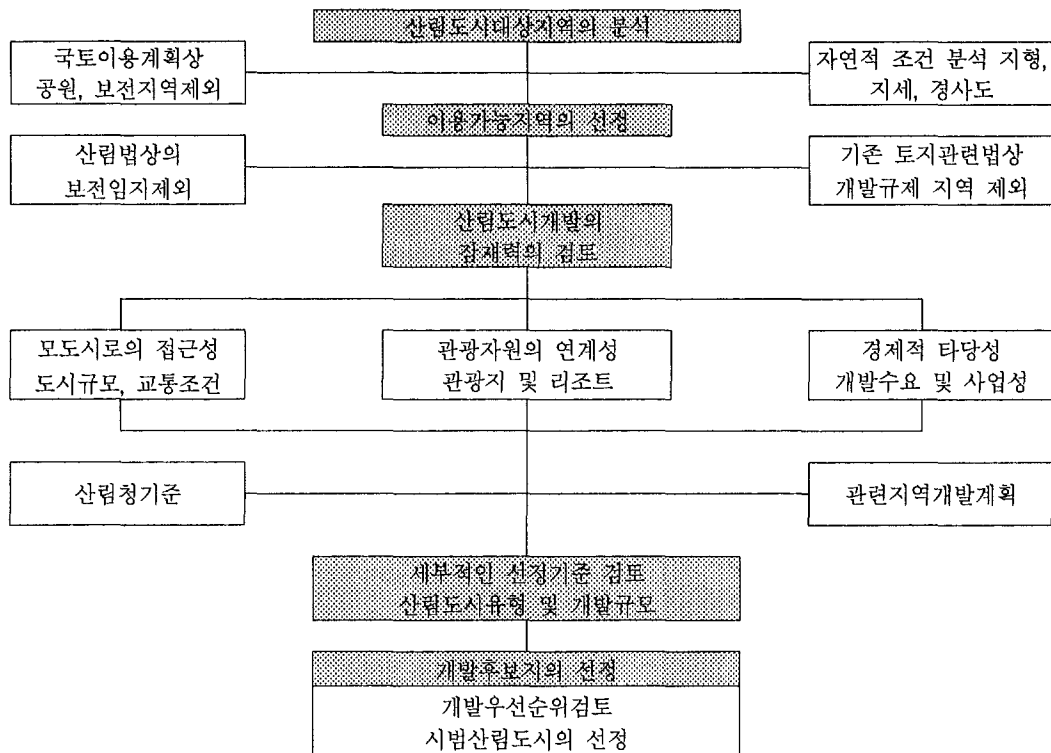 산림도시대상지역의 분석
국토이용계획상
공원, 보전지역제외
자연적 조건 분석 지형,
지세, 경사도
이용가능지역의 선정
산림법상의
보전임지제외
기존 토지관련법상
개발규제 지역 제외
산림도시개발의
잠재력의 검토
모도시로의 접근성
도시규모, 교통조건
관광자원의 연계성
관광지 및 리조트
경제적 타당성
개발수요 및 사업성
산림청기준
관련지역개발계획
세부적인 선정기준 검토
산림도시유형 및 개발규모
개발후보지의 선정
개발우선순위검토
시범산림도시의 선정